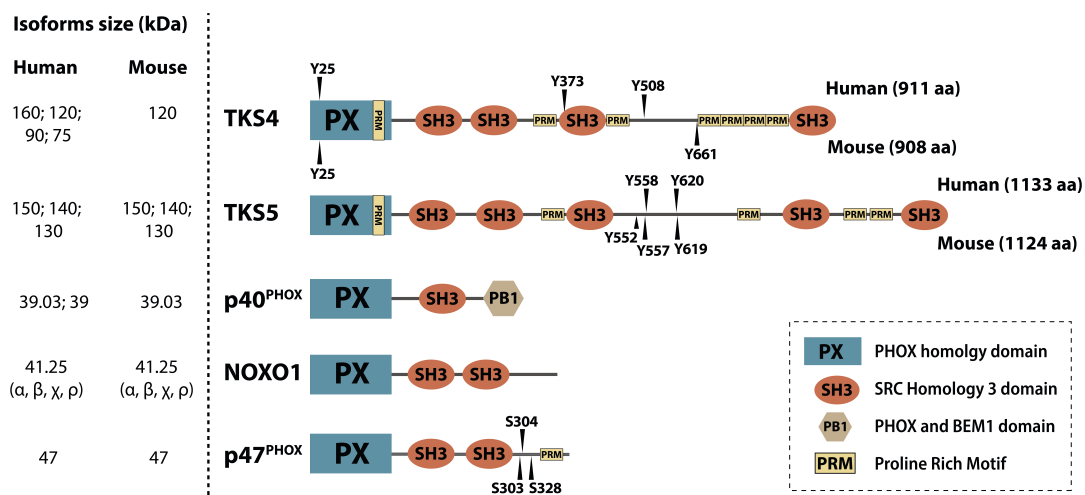 Isoforms size (kDa)
Human Mouse
160; 120;
90; 75
120
TKS4
Y25
PX
PRM
SH3
SH3
PRM
Y373
SH3
PRM
Y508
Y661
PRM PRM PRM PRM
SH3
Human (911 aa)
Mouse (908 aa)
Y25
150; 140;
130
150; 140;
130
TKS5
PX
PRM
SH3
SH3
PRM
SH3
Y558
Y620
Y552
Y557
Y619
PRM
SH3
PRM PRM
SH3
Human (1133 aa)
Mouse (1124 aa)
39.03; 39
39.03
p40PHOX
PX
SH3
PB1
41.25
(α, β, χ, ρ)
41.25
(α, β, χ, ρ)
NOXO1
PX
SH3
SH3
47
47
p47PHOX
PX
SH3
SH3
S304
PRM
S303
S328
PX PHOX homolgy domain
SH3 SRC Homology 3 domain
PB1 PHOX and BEM1 domain
PRM Proline Rich Motif